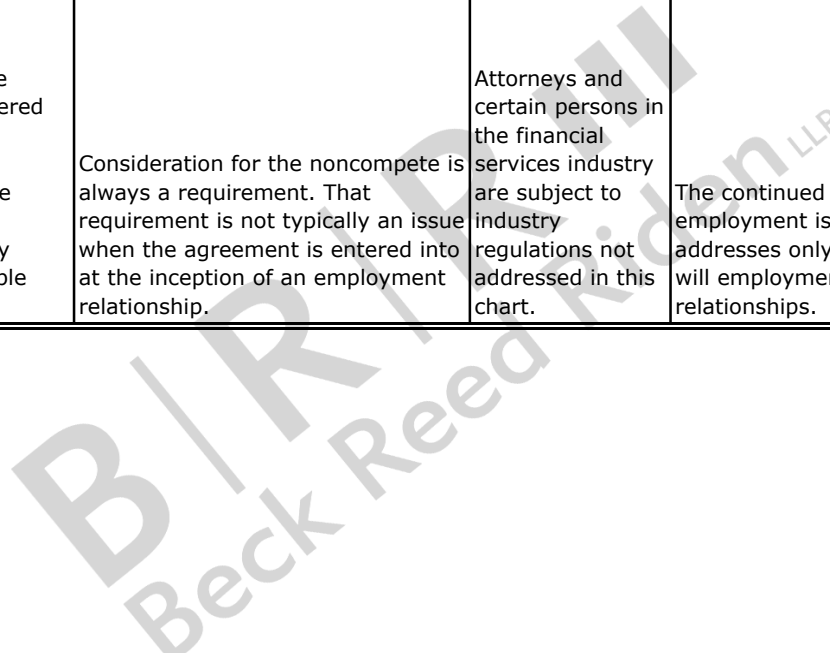 e
ered
e
y
ble
Consideration for the noncompete is
always a requirement. That
requirement is not typically an issue
when the agreement is entered into
at the inception of an employment
relationship.
Attorneys and
certain persons in
the financial
services industry
are subject to
industry
regulations not
addressed in this
chart.
The continued
employment is
addresses only
will employmen
relationships.
B | R | R
Beck Reed Riden LLP